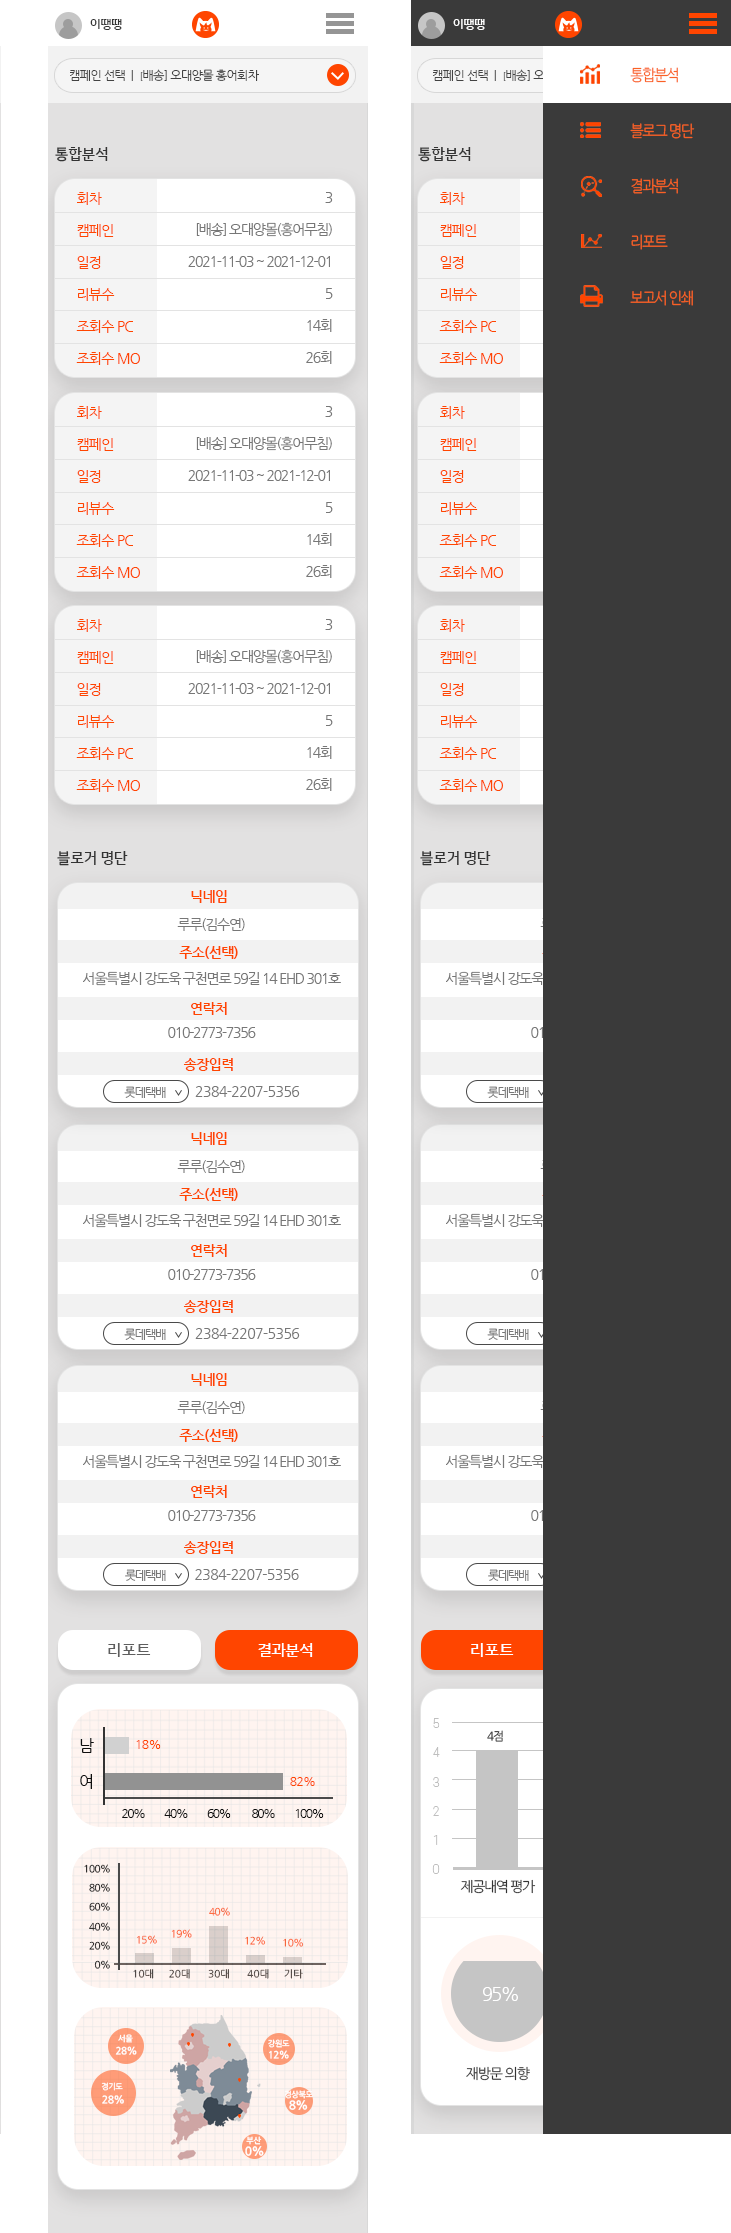 이땡땡
캠페인 선택 | [배송] 오대양몰 홍어회차
통합분석
회차 3
캠페인 [배송] 오대양몰(홍어무침)
일정 2021-11-03 ~ 2021-12-01
리뷰수 5
조회수 PC 14회
조회수 MO 26회
회차 3
캠페인 [배송] 오대양몰(홍어무침)
일정 2021-11-03 ~ 2021-12-01
리뷰수 5
조회수 PC 14회
조회수 MO 26회
회차 3
캠페인 [배송] 오대양몰(홍어무침)
일정 2021-11-03 ~ 2021-12-01
리뷰수 5
조회수 PC 14회
조회수 MO 26회
블로거 명단
닉네임
루루(김수연)
주소(선택)
서울특별시 강도욱 구천면로 59길 14 EHD 301호
연락처
010-2773-7356
송장입력
롯데택배 2384-2207-5356
닉네임
루루(김수연)
주소(선택)
서울특별시 강도욱 구천면로 59길 14 EHD 301호
연락처
010-2773-7356
송장입력
롯데택배 2384-2207-5356
닉네임
루루(김수연)
주소(선택)
서울특별시 강도욱 구천면로 59길 14 EHD 301호
연락처
010-2773-7356
송장입력
롯데택배 2384-2207-5356
리포트 결과분석
남 18%
여 82%
20% 40% 60% 80% 100%
100%
80%
60%
40%
20%
0%
15% 19% 40% 12% 10%
10대 20대 30대 40대 기타
서울
28%
강원도
12%
경기도
28%
경상북도
8%
부산
0%
이땡땡
캠페인 선택 | [배송] 오
통합분석
회차
캠페인
일정
리뷰수
조회수 PC
조회수 MO
회차
캠페인
일정
리뷰수
조회수 PC
조회수 MO
회차
캠페인
일정
리뷰수
조회수 PC
조회수 MO
블로거 명단
서울특별시 강도욱
01
롯데택배
서울특별시 강도욱
01
롯데택배
서울특별시 강도욱
01
롯데택배
리포트
5
4
3
2
1
0
4점
제공내역 평가
95%
재방문 의향
통합분석
블로그 명단
결과분석
리포트
보고서 인쇄